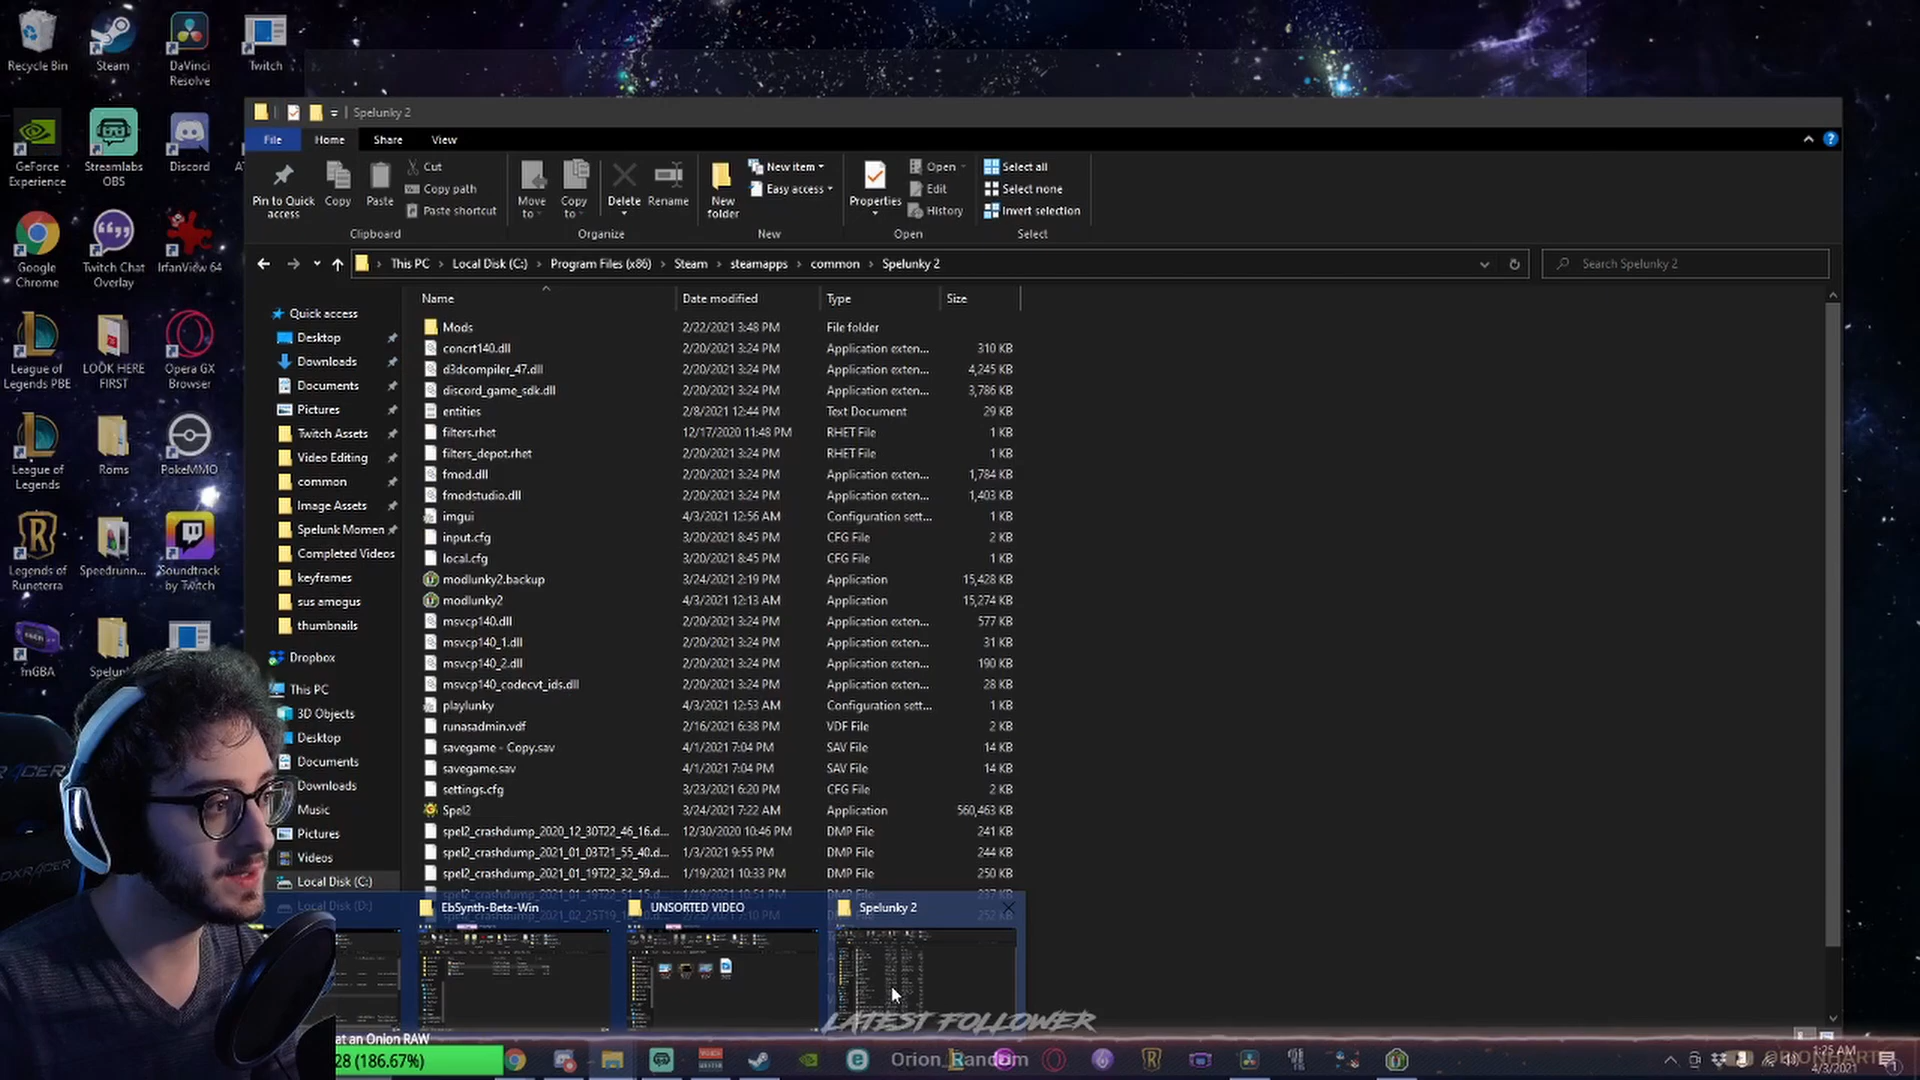 Recycle Bin
Steam
DaVinci Resolve
Twitch
GeForce Experience
Streamlabs OBS
Discord
Google Chrome
Twitch Chat Overlay
IrfanView 64
League of Legends PBE
LOOK HERE FIRST
Opera GX Browser
League of Legends
Roms
PokeMMO
Legends of Runeterra
Speedrunn...
Soundtrack by Twitch
mGBA
Spelunky 2
File Home Share View
Pin to Quick access
Copy
Paste
Cut
Copy path
Paste shortcut
Clipboard
Move to
Copy to
Delete
Rename
Organize
New folder
New item
Easy access
New
Properties
Open
Edit
History
Open
Select all
Select none
Invert selection
Select
This PC > Local Disk (C:) > Program Files (x86) > Steam > steamapps > common > Spelunky 2
Search Spelunky 2
Quick access
Desktop
Downloads
Documents
Pictures
Twitch Assets
Video Editing
common
Image Assets
Spelunk Momen
Completed Videos
keyframes
sus amogus
thumbnails
Dropbox
This PC
3D Objects
Desktop
Documents
Downloads
Music
Pictures
Videos
Local Disk (C:)
Local Disk (D:)
Name Date modified Type Size
Mods 2/22/2021 3:48 PM File folder
concrt140.dll 2/20/2021 3:24 PM Application exten... 310 KB
d3dcompiler_47.dll 2/20/2021 3:24 PM Application exten... 4,245 KB
discord_game_sdk.dll 2/20/2021 3:24 PM Application exten... 3,786 KB
entities 2/8/2021 12:44 PM Text Document 29 KB
filters.rhet 12/17/2020 11:48 PM RHET File 1 KB
filters_depot.rhet 2/20/2021 3:24 PM RHET File 1 KB
fmod.dll 2/20/2021 3:24 PM Application exten... 1,784 KB
fmodstudio.dll 2/20/2021 3:24 PM Application exten... 1,403 KB
imgui 4/3/2021 12:56 AM Configuration sett... 1 KB
input.cfg 3/20/2021 8:45 PM CFG File 2 KB
local.cfg 3/20/2021 8:45 PM CFG File 1 KB
modlunky2.backup 3/24/2021 2:19 PM Application 15,428 KB
modlunky2 4/3/2021 12:13 AM Application 15,274 KB
msvcp140.dll 2/20/2021 3:24 PM Application exten... 577 KB
msvcp140_1.dll 2/20/2021 3:24 PM Application exten... 31 KB
msvcp140_2.dll 2/20/2021 3:24 PM Application exten... 190 KB
msvcp140_codecvt_ids.dll 2/20/2021 3:24 PM Application exten... 28 KB
playlunky 4/3/2021 12:53 AM Configuration sett... 1 KB
runasadmin.vdf 2/16/2021 6:38 PM VDF File 2 KB
savegame - Copy.sav 4/1/2021 7:04 PM SAV File 14 KB
savegame.sav 4/1/2021 7:04 PM SAV File 14 KB
settings.cfg 3/23/2021 6:20 PM CFG File 2 KB
Spel2 3/24/2021 7:22 AM Application 560,463 KB
spel2_crashdump_2020_12_30T22_46_16.d... 12/30/2020 10:46 PM DMP File 241 KB
spel2_crashdump_2021_01_03T21_55_40.d... 1/3/2021 9:55 PM DMP File 244 KB
spel2_crashdump_2021_01_19T22_32_59.d... 1/19/2021 10:33 PM DMP File 250 KB
EbSynth-Beta-Win
UNSORTED VIDEO
Spelunky 2
LATEST FOLLOWER
at an Onion RAW
28 (186.67%)
Orion_Random
1:25 AM
4/3/2021